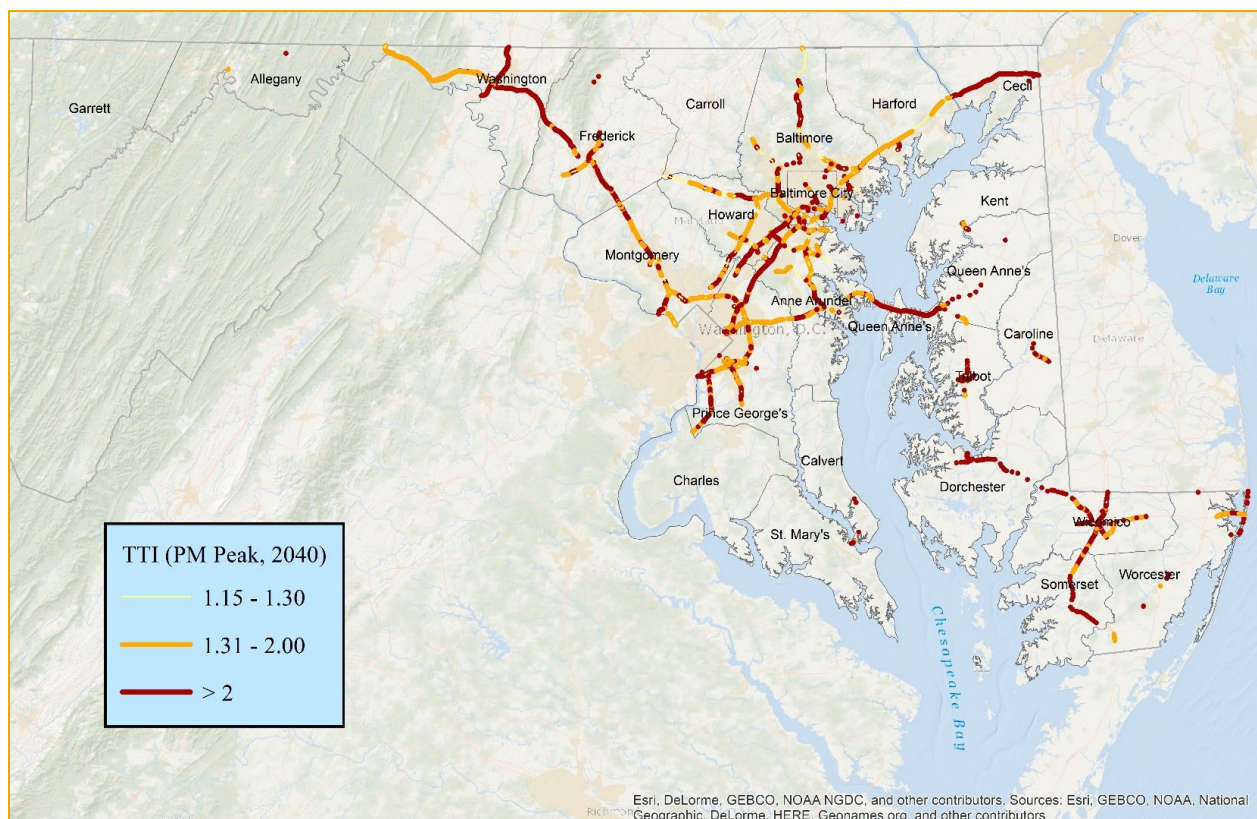 Washington
Allegany
Cecil
Garrett
Carroll
Harford
Frederick
Baltimore
Baltimore City
Kent
Howard
Dover
Montgomery
Queen Anne's
Delaware
Bay
Anne Arundel
Washington, D.C.
Queen Anne's
Caroline
Delaware
Talbot
Prince George's
Calvert
Charles
Dorchester
St. Mary's
Wicomico
Somerset
Worcester
Chesapeake Bay
TTI (PM Peak, 2040)
1.15 - 1.30
1.31 - 2.00
> 2
Richmond
Esri, DeLorme, GEBCO, NOAA NGDC, and other contributors, Sources: Esri, GEBCO, NOAA, National
Geographic, DeLorme, HERE, Geonames.org, and other contributors